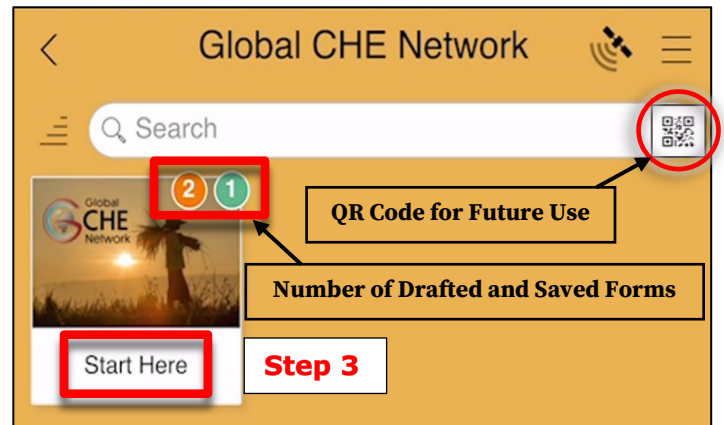 Global CHE Network
Search
2 1
QR Code for Future Use
Global
CHE
Network
Number of Drafted and Saved Forms
Start Here
Step 3